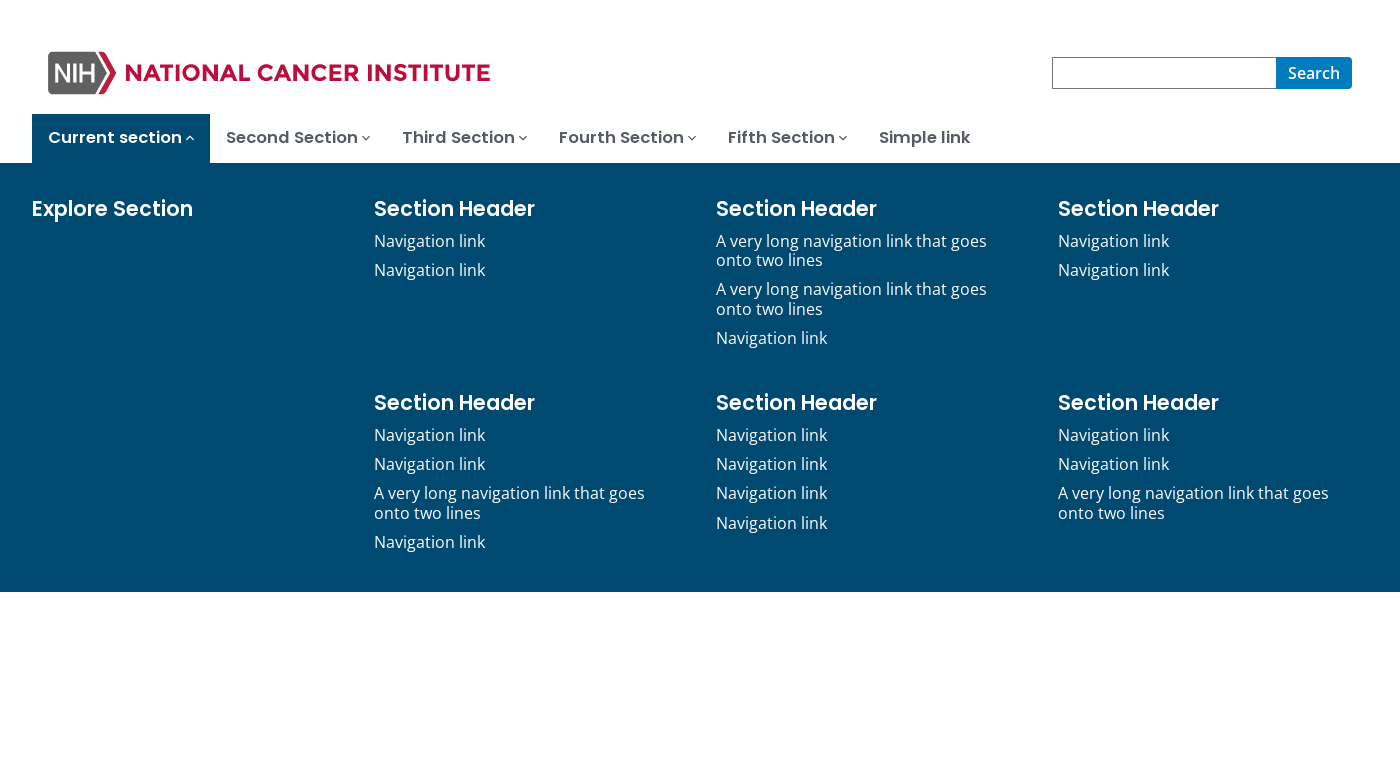 NIH NATIONAL CANCER INSTITUTE
Search
Current section
Second Section
Third Section
Fourth Section
Fifth Section
Simple link
Explore Section
Section Header
Navigation link
Navigation link
Section Header
A very long navigation link that goes
onto two lines
A very long navigation link that goes
onto two lines
Navigation link
Section Header
Navigation link
Navigation link
Section Header
Navigation link
Navigation link
A very long navigation link that goes
onto two lines
Navigation link
Section Header
Navigation link
Navigation link
Navigation link
Navigation link
Section Header
Navigation link
Navigation link
A very long navigation link that goes
onto two lines